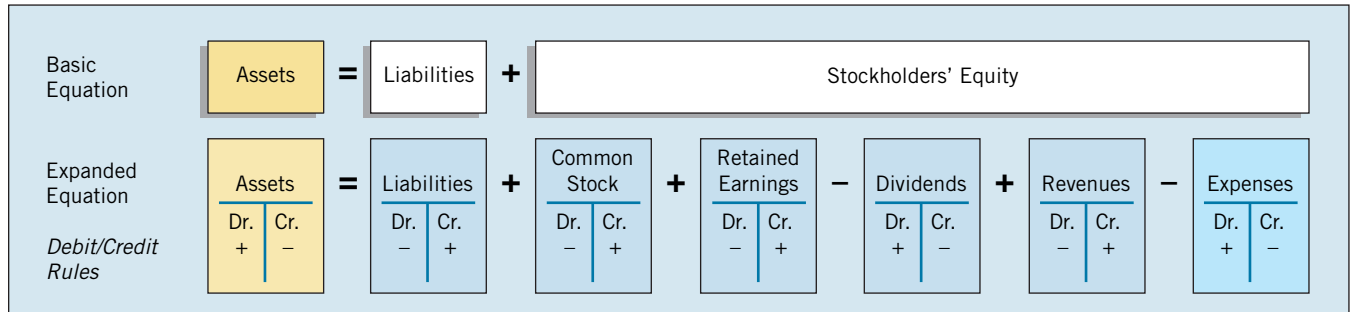 Basic
Equation
Assets = Liabilities + Stockholders' Equity
Expanded
Equation
Debit/Credit
Rules
Assets
Dr. Cr.
+ −
=
Liabilities
Dr. Cr.
− +
+
Common
Stock
Dr. Cr.
− +
+
Retained
Earnings
Dr. Cr.
− +
−
Dividends
Dr. Cr.
+ −
+
Revenues
Dr. Cr.
− +
−
Expenses
Dr. Cr.
+ −